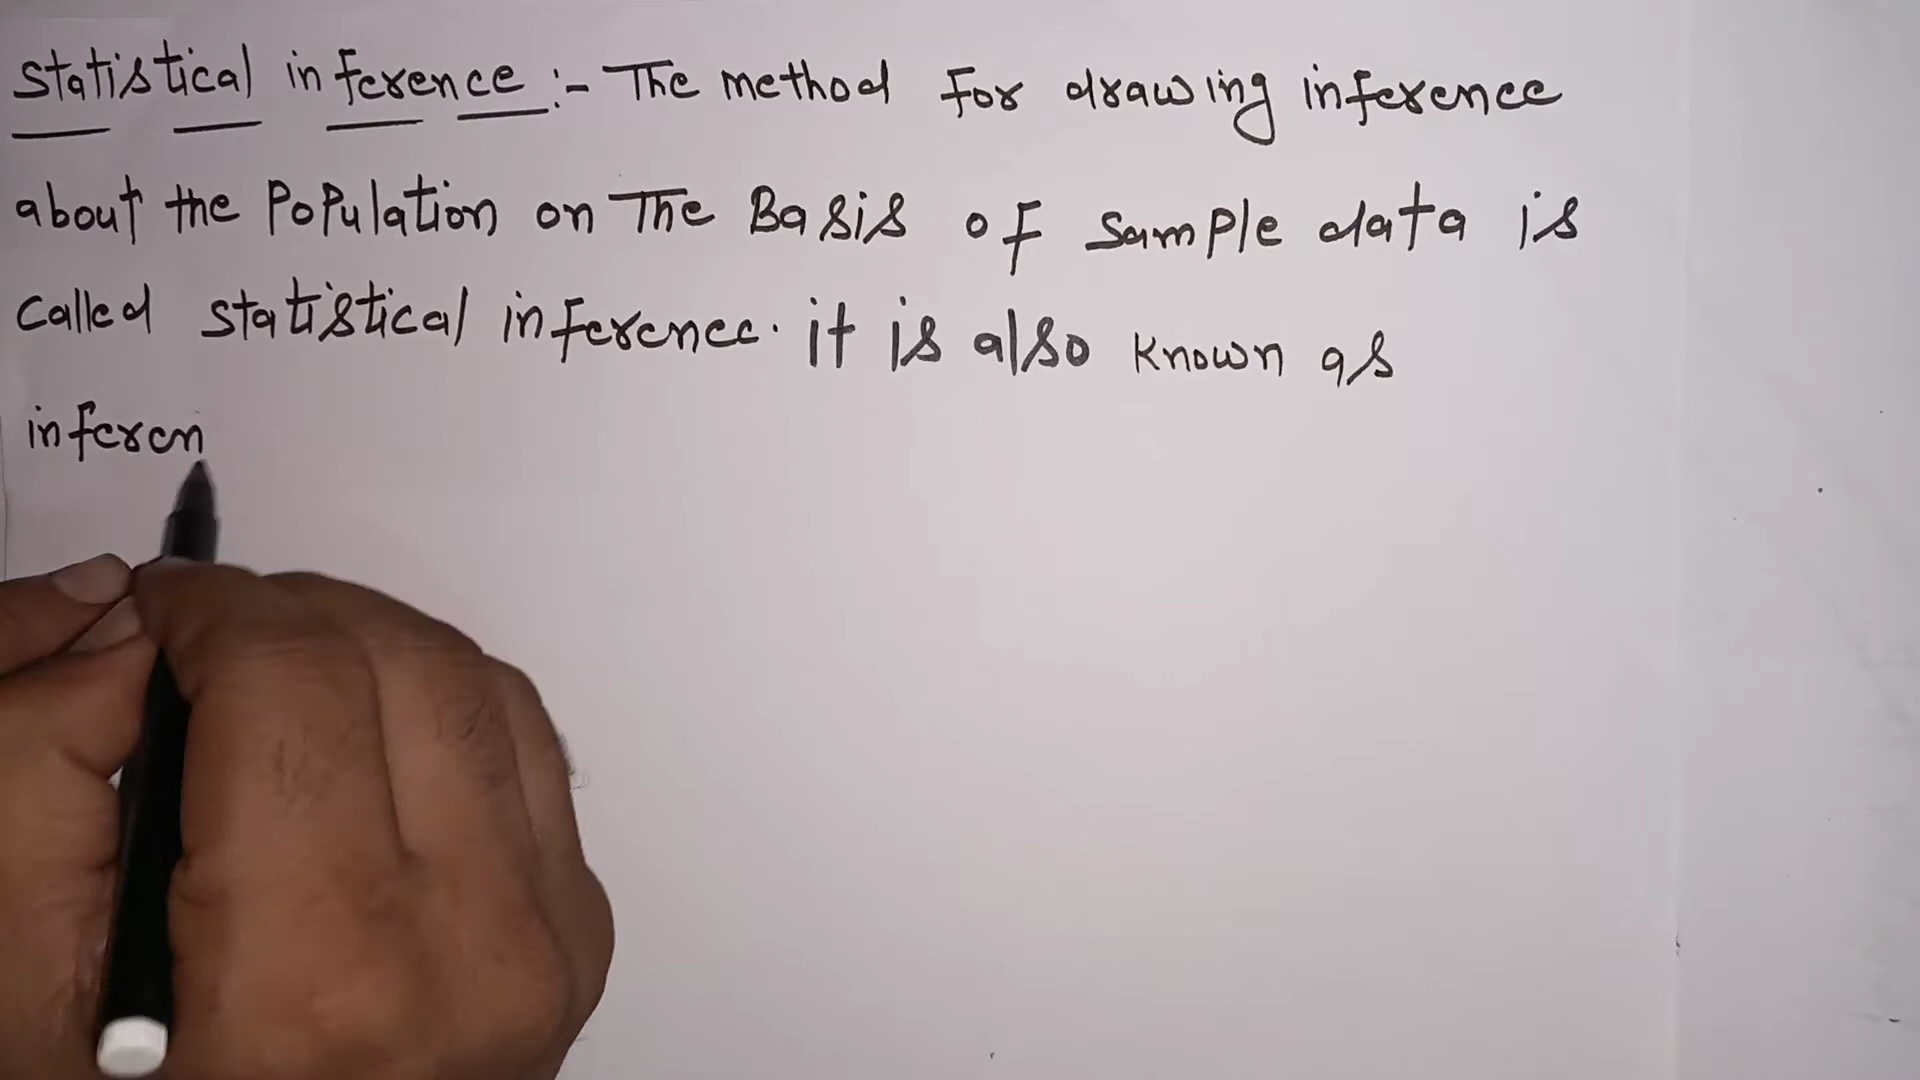 Statistical inference :- The method For drawing inference
about the Population on The Basis of Sample data is
Called Statistical inference. it is also Known as
inferen